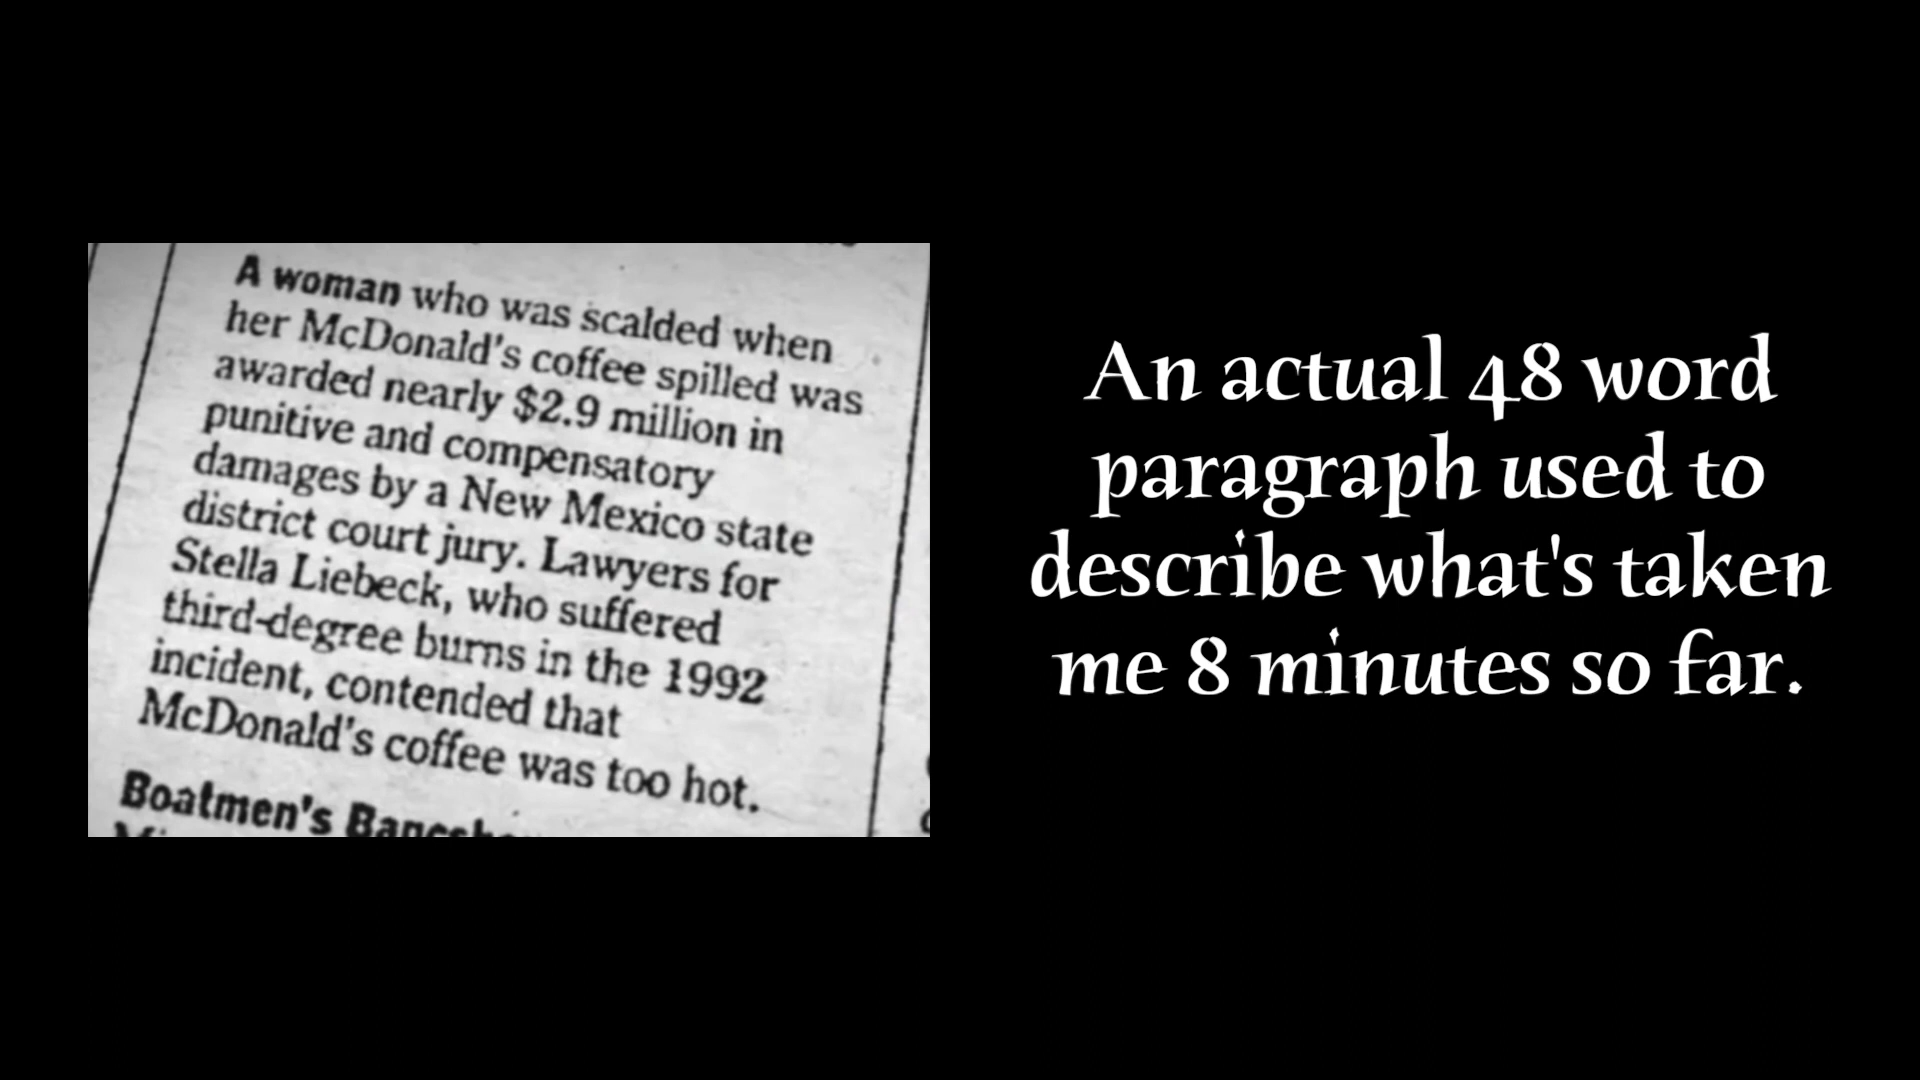 A woman who was scalded when
her McDonald's coffee spilled was
awarded nearly $2.9 million in
punitive and compensatory
damages by a New Mexico state
district court jury. Lawyers for
Stella Liebeck, who suffered
third-degree burns in the 1992
incident, contended that
McDonald's coffee was too hot.
Boatmen's
An actual 48 word
paragraph used to
describe what's taken
me 8 minutes so far.